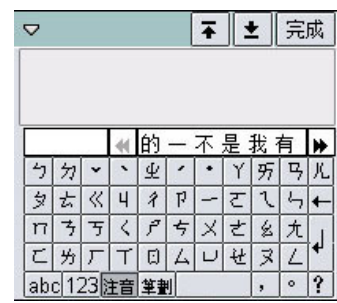 完成
的 一 不 是 我 有
ㄅ ㄉ ˇ ˋ ㄓ ˊ ˙ ㄚ ㄞ ㄢ ㄦ
ㄆ ㄊ ㄍ ㄐ ㄔ ㄗ ㄧ ㄛ ㄟ ㄣ ←
ㄇ ㄋ ㄎ ㄑ ㄕ ㄘ ㄨ ㄜ ㄠ ㄤ ↵
ㄈ ㄌ ㄏ ㄒ ㄖ ㄙ ㄩ ㄝ ㄡ ㄥ
abc 123 注音 筆劃 , 。 ?